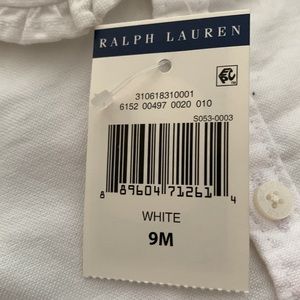 RALPH LAUREN
310618310001
6152 00497 0020 010
S053-0003
8 89604 71261 4
WHITE
9M